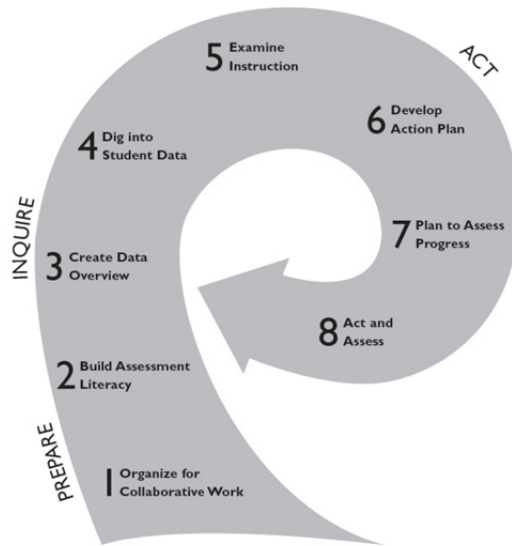 5 Examine
Instruction
ACT
6 Develop
Action Plan
4 Dig into
Student Data
INQUIRE
7 Plan to Assess
Progress
3 Create Data
Overview
8 Act and
Assess
2 Build Assessment
Literacy
PREPARE
1 Organize for
Collaborative Work